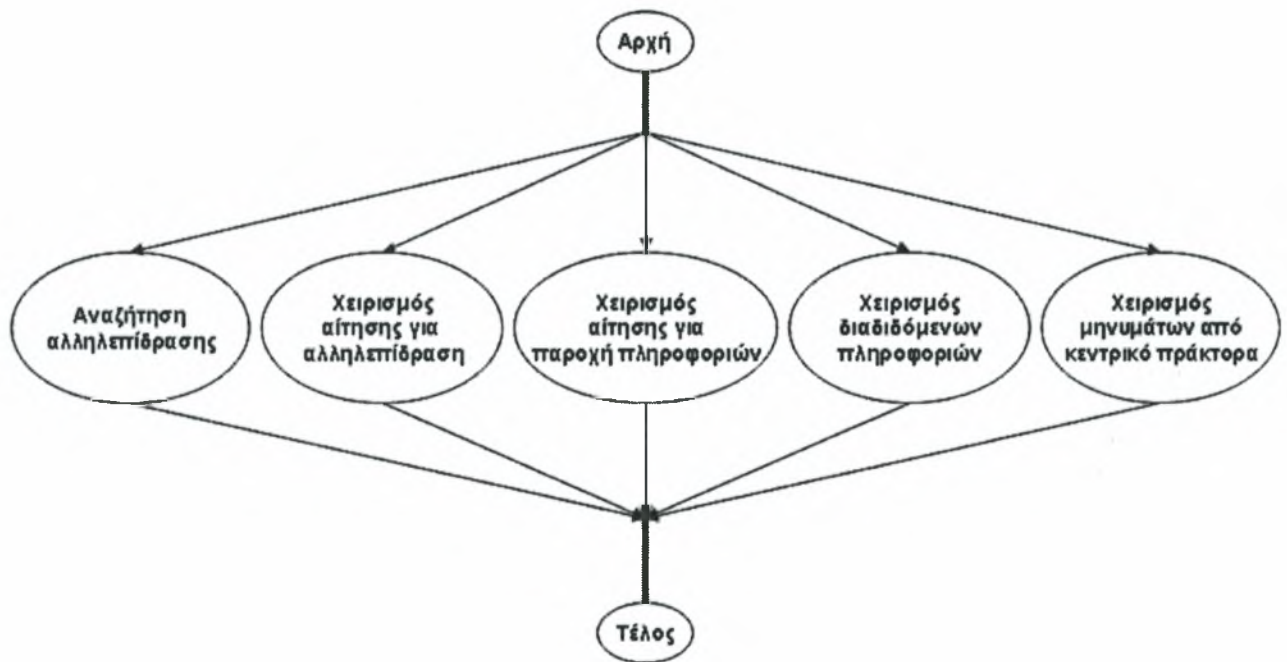 Αρχή
Αναζήτηση
αλληλεπίδρασης
Χειρισμός
αίτησης για
αλληλεπίδραση
Χειρισμός
αίτησης για
παροχή πληροφοριών
Χειρισμός
διαδιδόμενων
πληροφοριών
Χειρισμός
μηνυμάτων από
κεντρικό πράκτορα
Τέλος